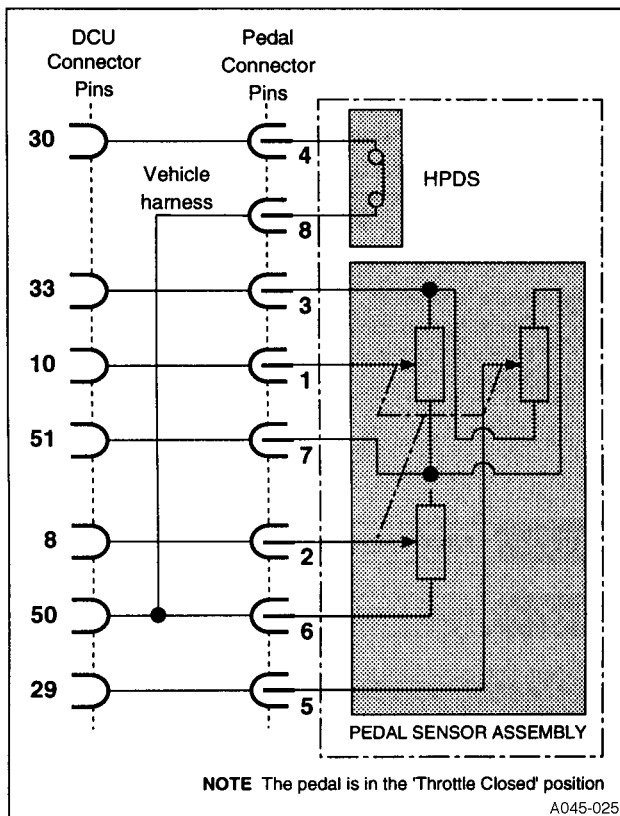 DCU
Connector
Pins
Pedal
Connector
Pins
30
4
HPDS
Vehicle
harness
8
33
3
10
1
51
7
8
2
50
6
29
5
PEDAL SENSOR ASSEMBLY
NOTE The pedal is in the 'Throttle Closed' position
A045-025